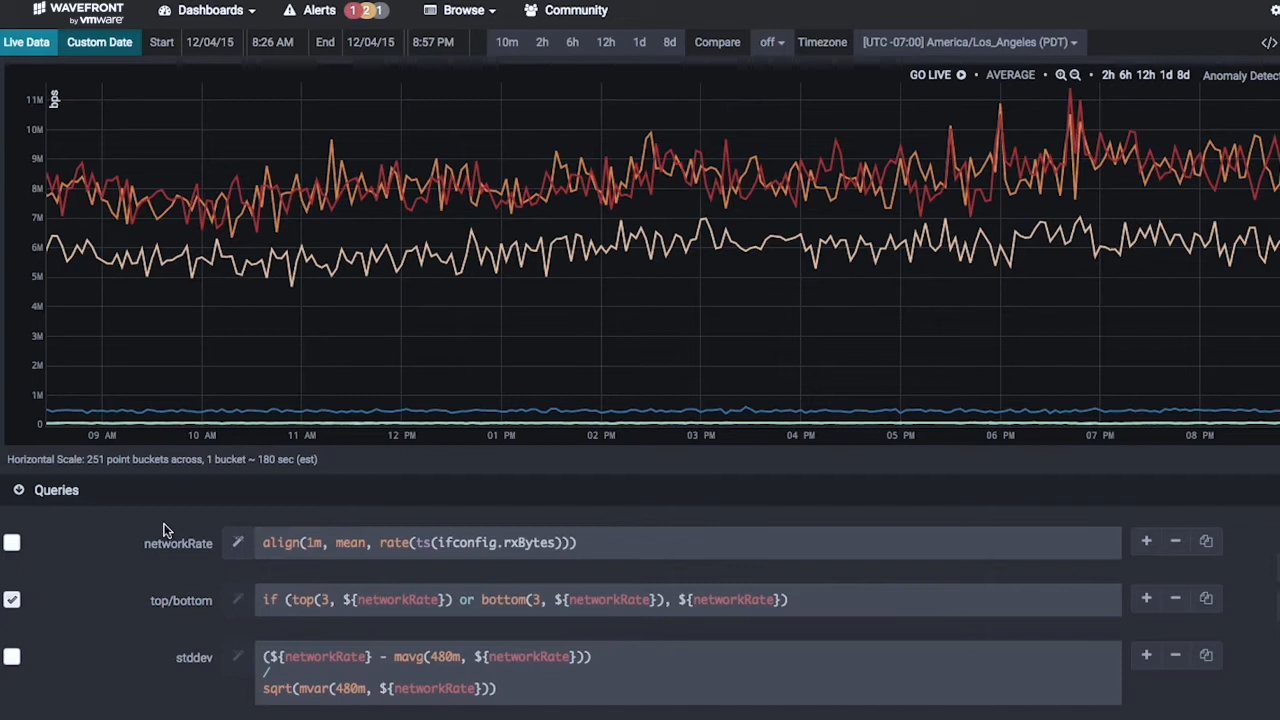 WAVEFRONT
by vmware
Dashboards
Alerts
1 2 1
Browse
Community
Live Data
Custom Date
Start
12/04/15
8:26 AM
End
12/04/15
8:57 PM
10m
2h
6h
12h
1d
8d
Compare
off
Timezone
[UTC -07:00] America/Los_Angeles (PDT)
</>
GO LIVE • AVERAGE • 2h 6h 12h 1d 8d Anomaly Detect
bps
11M
10M
9M
8M
7M
6M
5M
4M
3M
2M
1M
0
09 AM
10 AM
11 AM
12 PM
01 PM
02 PM
03 PM
04 PM
05 PM
06 PM
07 PM
08 PM
Horizontal Scale: 251 point buckets across, 1 bucket ~ 180 sec (est)
Queries
networkRate
align(1m, mean, rate(ts(ifconfig.rxBytes)))
top/bottom
if (top(3, ${networkRate}) or bottom(3, ${networkRate}), ${networkRate})
stddev
(${networkRate} - mavg(480m, ${networkRate}))
/
sqrt(mvar(480m, ${networkRate}))